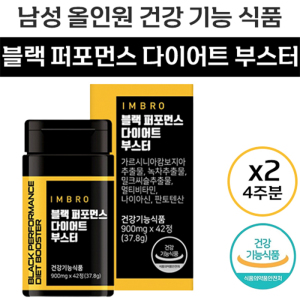 남성 올인원 건강 기능 식품
블랙 퍼포먼스 다이어트 부스터
IMBRO
블랙 퍼포먼스
다이어트
부스터
건강기능식품
900mg x 42정(37.8g)
BLACK PERFORMANCE
DIET BOOSTER
IMBRO
블랙 퍼포먼스
다이어트
부스터
가르시니아캄보지아
추출물, 녹차추출물,
밀크씨슬추출물,
멀티비타민,
나이아신, 판토텐산
건강기능식품
900mg x 42정
(37.8g)
건강
기능식품
x2
4주분
건강
기능식품
식품의약품안전처